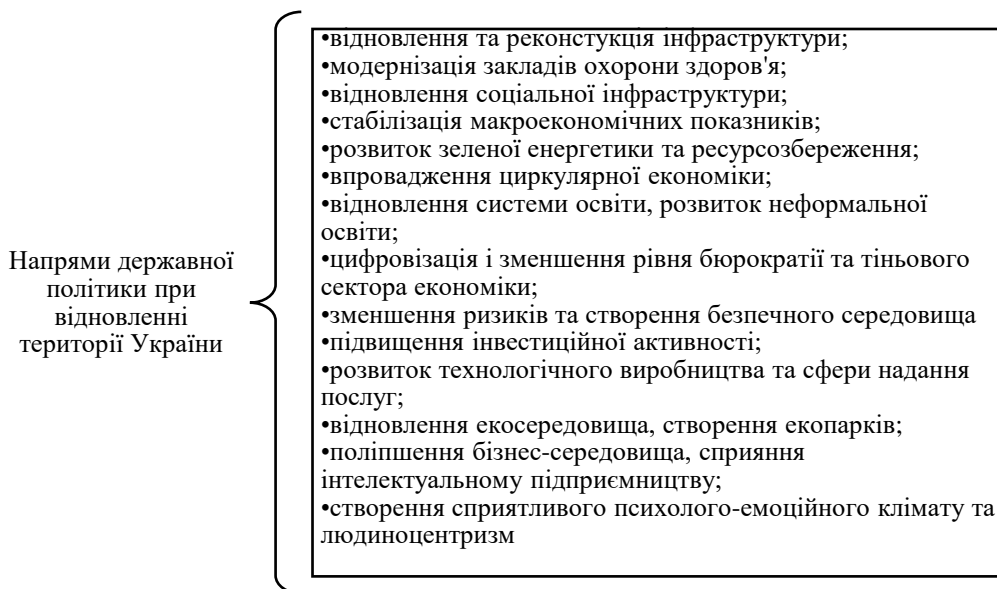 Напрями державної
політики при
відновленні
території України
•відновлення та реконстукція інфраструктури;
•модернізація закладів охорони здоров'я;
•відновлення соціальної інфраструктури;
•стабілізація макроекономічних показників;
•розвиток зеленої енергетики та ресурсозбереження;
•впровадження циркулярної економіки;
•відновлення системи освіти, розвиток неформальної
освіти;
•цифровізація і зменшення рівня бюрократії та тіньового
сектора економіки;
•зменшення ризиків та створення безпечного середовища
•підвищення інвестиційної активності;
•розвиток технологічного виробництва та сфери надання
послуг;
•відновлення екосередовища, створення екопарків;
•поліпшення бізнес-середовища, сприяння
інтелектуальному підприємництву;
•створення сприятливого психолого-емоційного клімату та
людиноцентризм